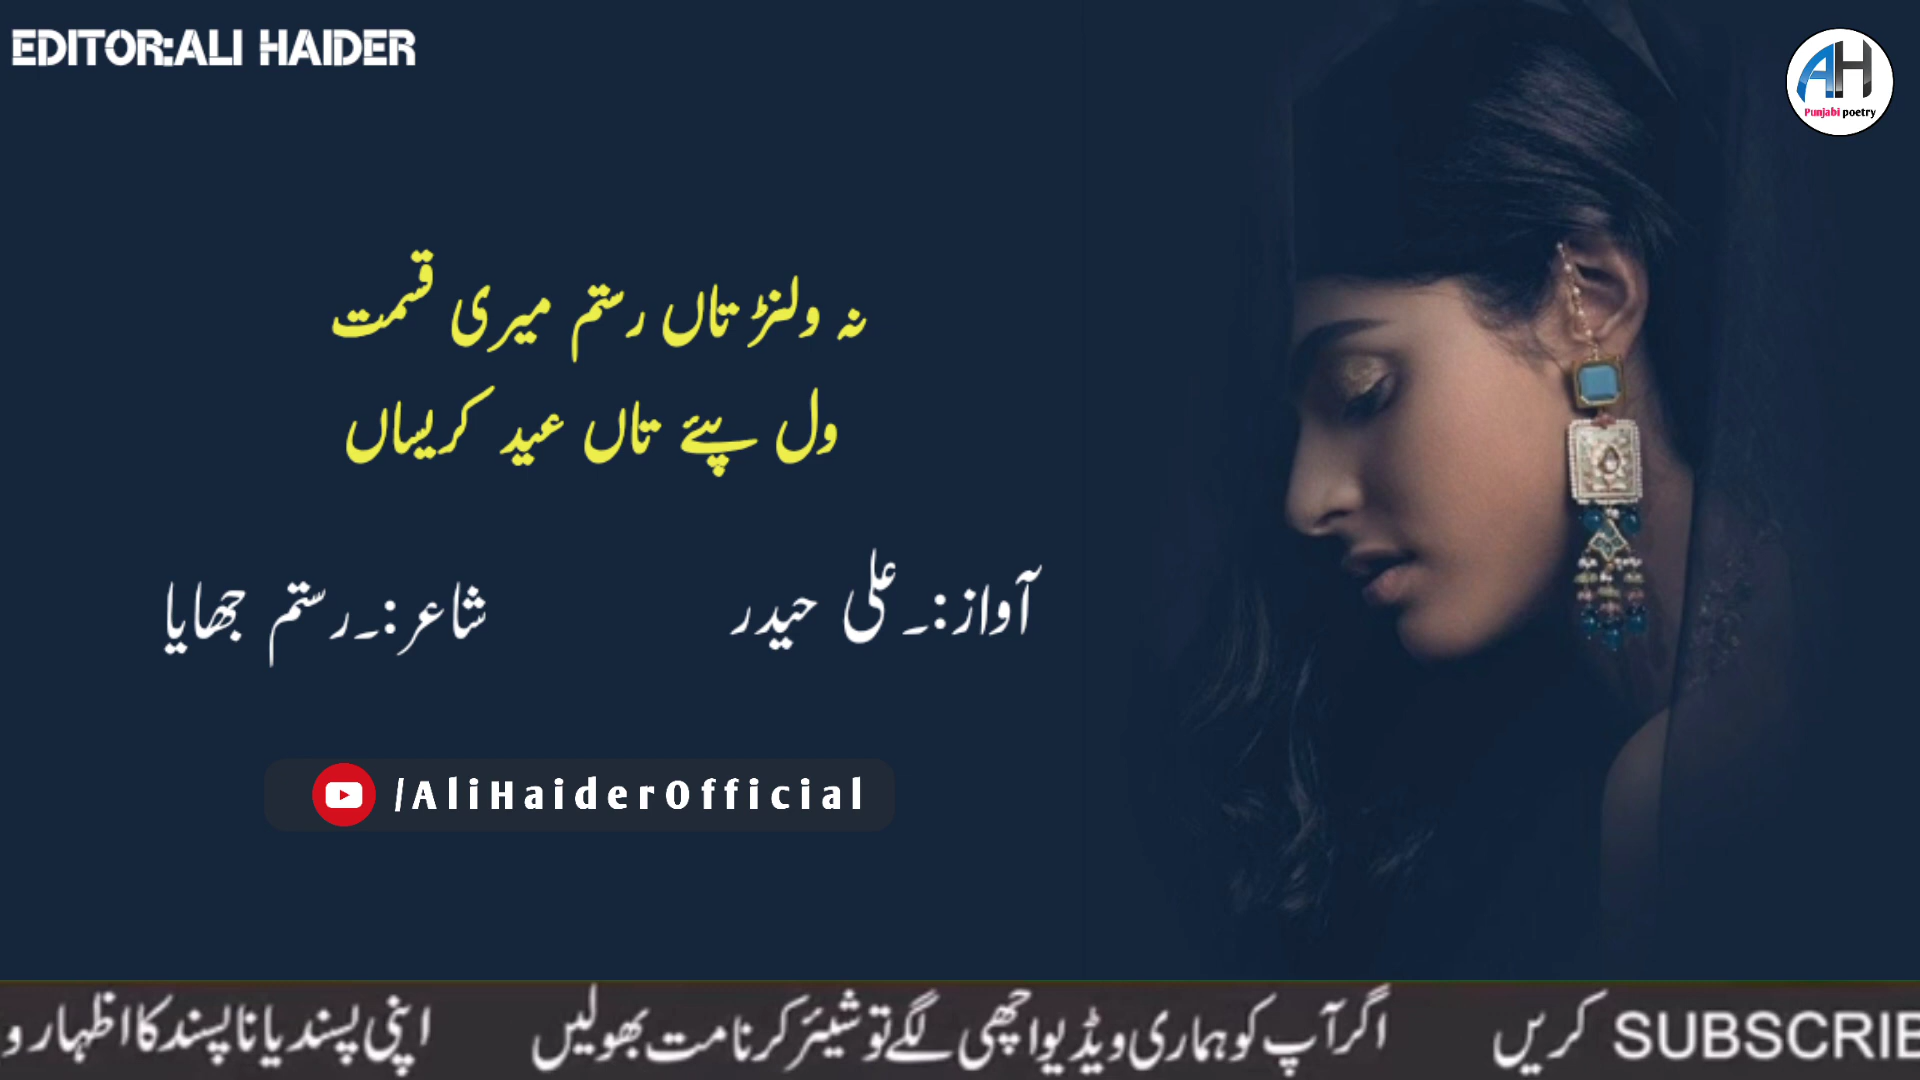 EDITOR:ALI HAIDER
AH
Punjabi poetry
نہ ولنڑ تاں رستم میری قسمت
ول پئے تاں عید کریساں
آواز:۔علی حیدر
شاعر:۔رستم جھایا
/AliHaiderOfficial
SUBSCRIBE کریں اگر آپ کو ہماری ویڈیو اچھی لگے تو شیئر کرنا مت بھولیں اپنی پسند یا ناپسند کا اظہار و